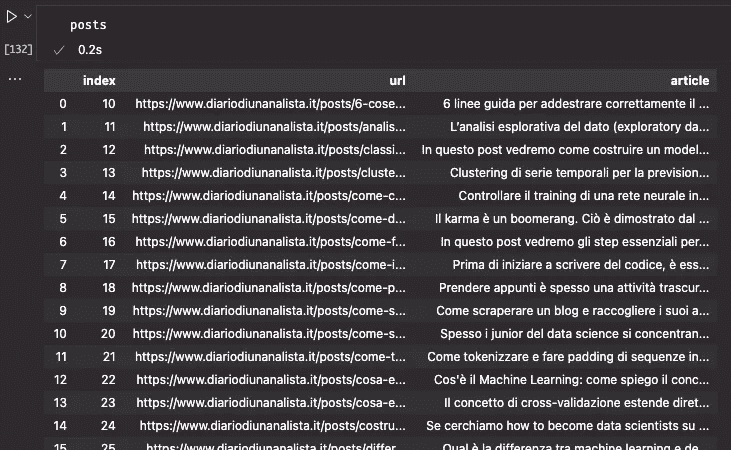 posts
[132] 0.2s
... index url article
0 10 https://www.diariodiunanalista.it/posts/6-cose... 6 linee guida per addestrare correttamente il ...
1 11 https://www.diariodiunanalista.it/posts/analis... L'analisi esplorativa del dato (exploratory da...
2 12 https://www.diariodiunanalista.it/posts/classi... In questo post vedremo come costruire un model...
3 13 https://www.diariodiunanalista.it/posts/cluste... Clustering di serie temporali per la prevision...
4 14 https://www.diariodiunanalista.it/posts/come-c... Controllare il training di una rete neurale in...
5 15 https://www.diariodiunanalista.it/posts/come-d... Il karma è un boomerang. Ciò è dimostrato dal ...
6 16 https://www.diariodiunanalista.it/posts/come-f... In questo post vedremo gli step essenziali per...
7 17 https://www.diariodiunanalista.it/posts/come-i... Prima di iniziare a scrivere del codice, è ess...
8 18 https://www.diariodiunanalista.it/posts/come-p... Prendere appunti è spesso una attività trascur...
9 19 https://www.diariodiunanalista.it/posts/come-s... Come scraperare un blog e raccogliere i suoi a...
10 20 https://www.diariodiunanalista.it/posts/come-s... Spesso i junior del data science si concentran...
11 21 https://www.diariodiunanalista.it/posts/come-t... Come tokenizzare e fare padding di sequenze in...
12 22 https://www.diariodiunanalista.it/posts/cosa-e... Cos'è il Machine Learning: come spiego il conc...
13 23 https://www.diariodiunanalista.it/posts/cosa-e... Il concetto di cross-validazione estende diret...
14 24 https://www.diariodiunanalista.it/posts/costru... Se cerchiamo how to become data scientists su ...
15 25 https://www.diariodiunanalista.it/posts/differ... Qual è la differenza tra machine learning e de...